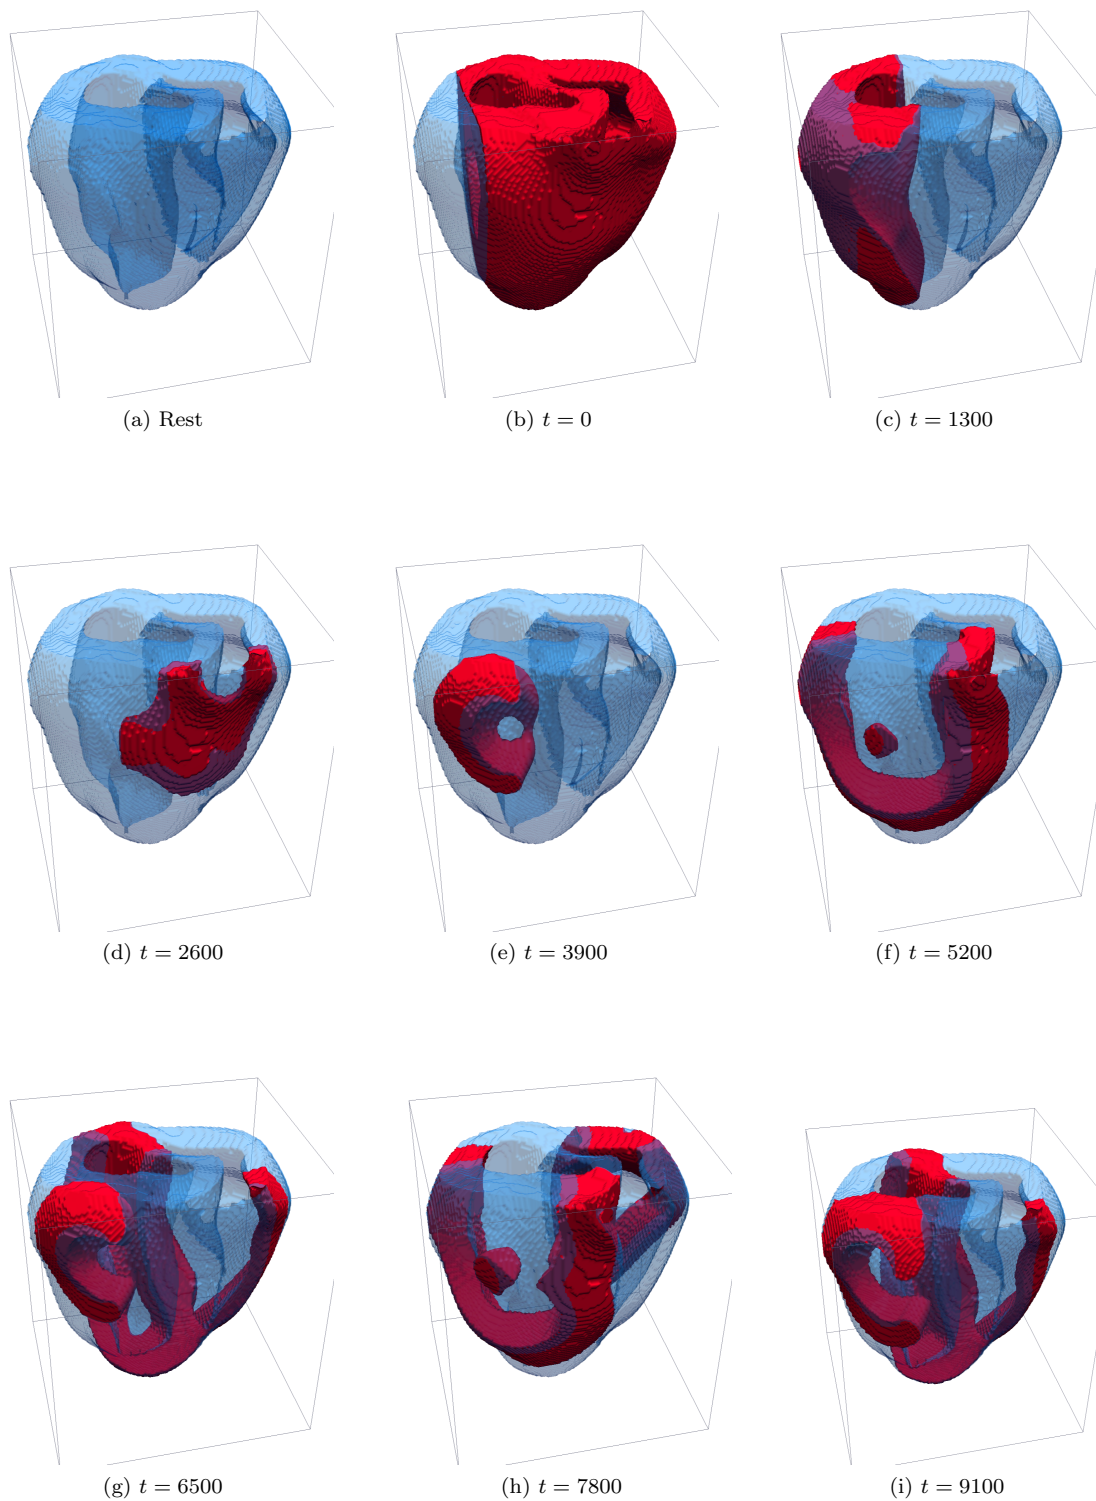 (a) Rest
(b) t = 0
(c) t = 1300
(d) t = 2600
(e) t = 3900
(f) t = 5200
(g) t = 6500
(h) t = 7800
(i) t = 9100